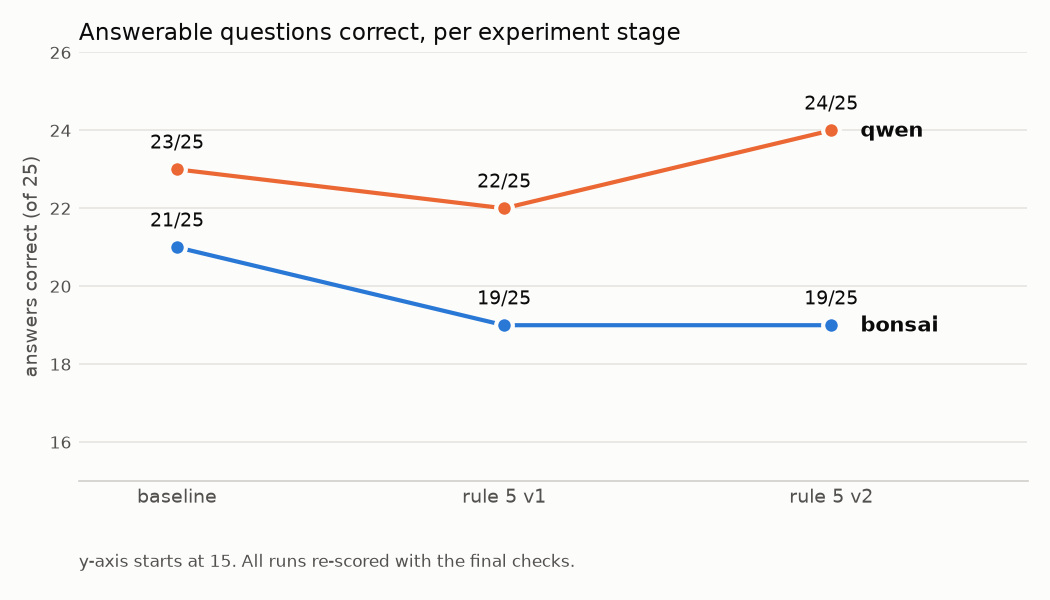 Answerable questions correct, per experiment stage
26
24
22
20
18
16
answers correct (of 25)
23/25
22/25
24/25
qwen
21/25
19/25
19/25
bonsai
baseline
rule 5 v1
rule 5 v2
y-axis starts at 15. All runs re-scored with the final checks.